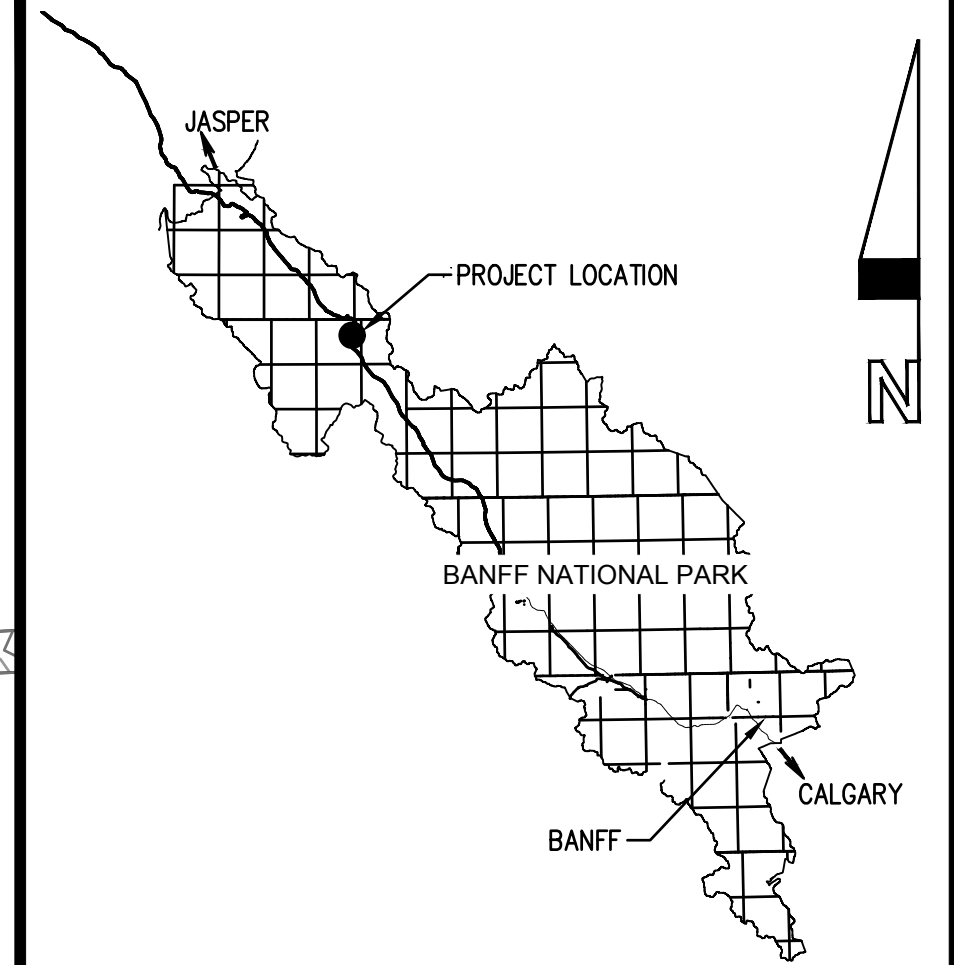 JASPER
PROJECT LOCATION
N
BANFF NATIONAL PARK
CALGARY
BANFF